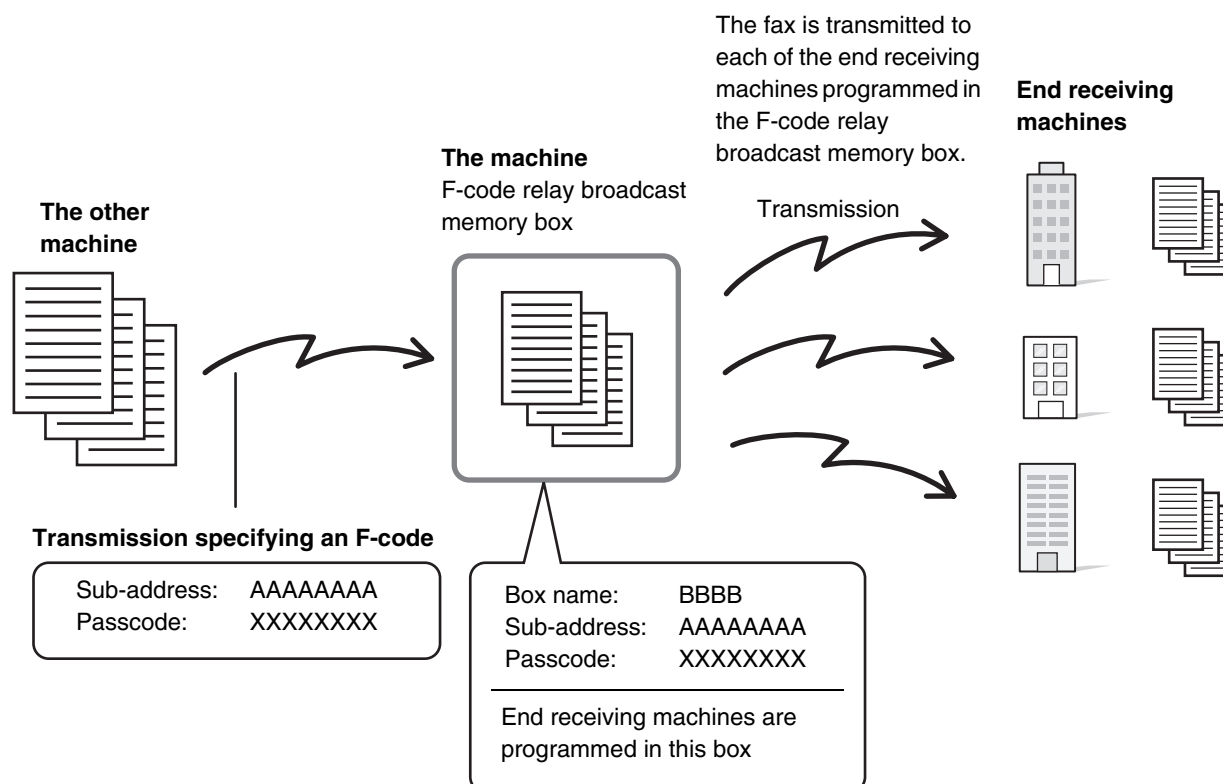 The fax is transmitted to
each of the end receiving
machines programmed in
the F-code relay
broadcast memory box.
End receiving
machines
The machine
F-code relay broadcast
memory box
The other
machine
Transmission
Transmission specifying an F-code
Sub-address: AAAAAAAA
Passcode: XXXXXXXX
Box name: BBBB
Sub-address: AAAAAAAA
Passcode: XXXXXXXX
End receiving machines are
programmed in this box